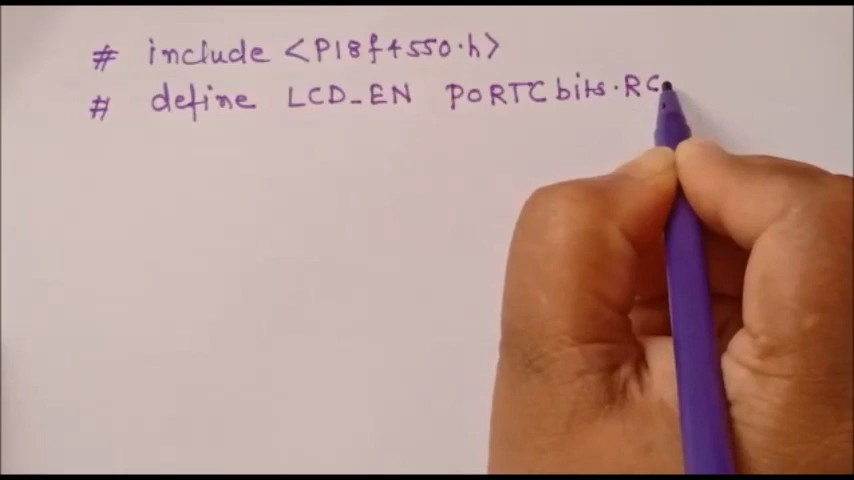 # include <P18f4550.h>
# define LCD_EN PORTCbits.RC